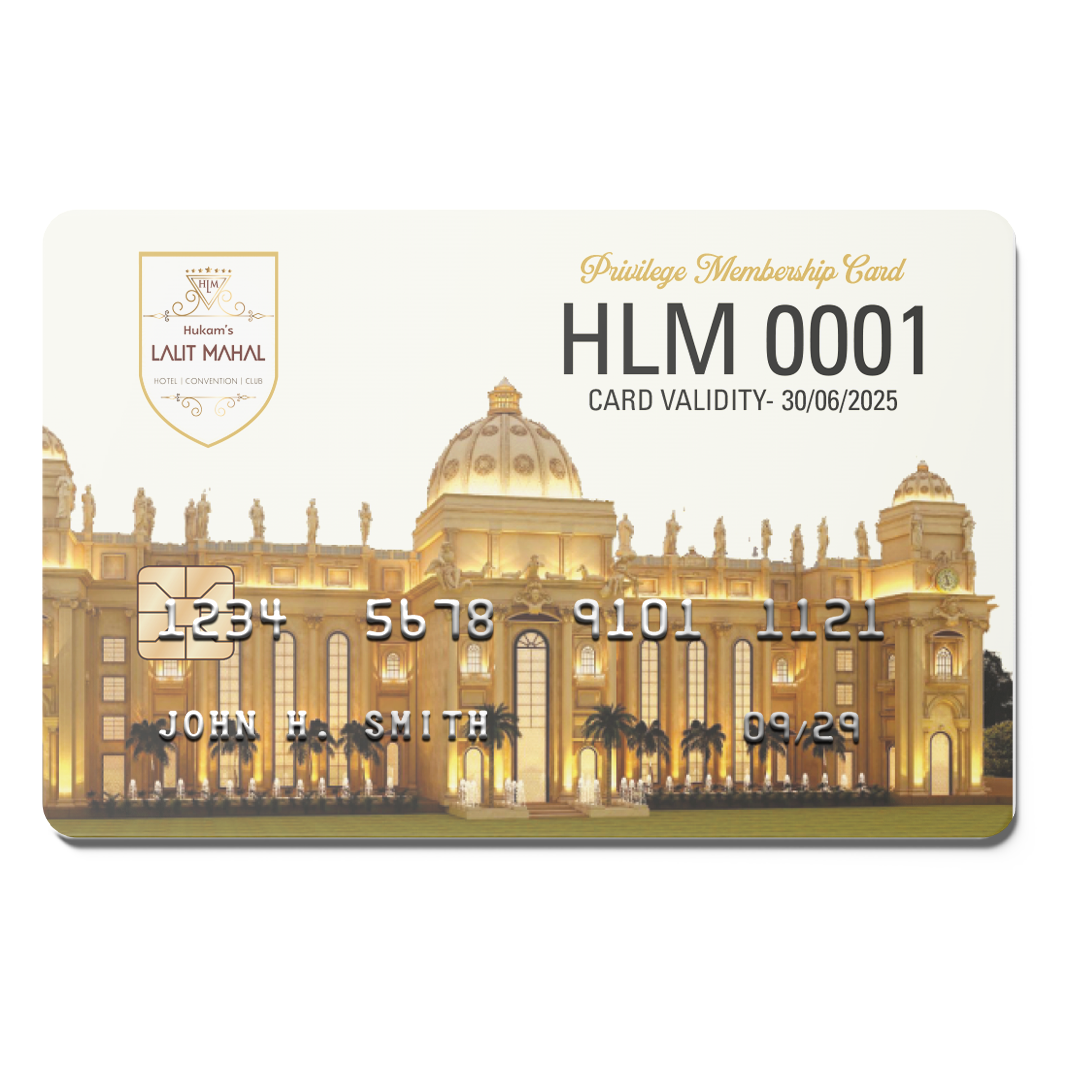 HLM
Hukam's
LALIT MAHAL
HOTEL | CONVENTION | CLUB
Privilege Membership Card
HLM 0001
CARD VALIDITY- 30/06/2025
1234 5678 9101 1121
JOHN H. SMITH 09/29